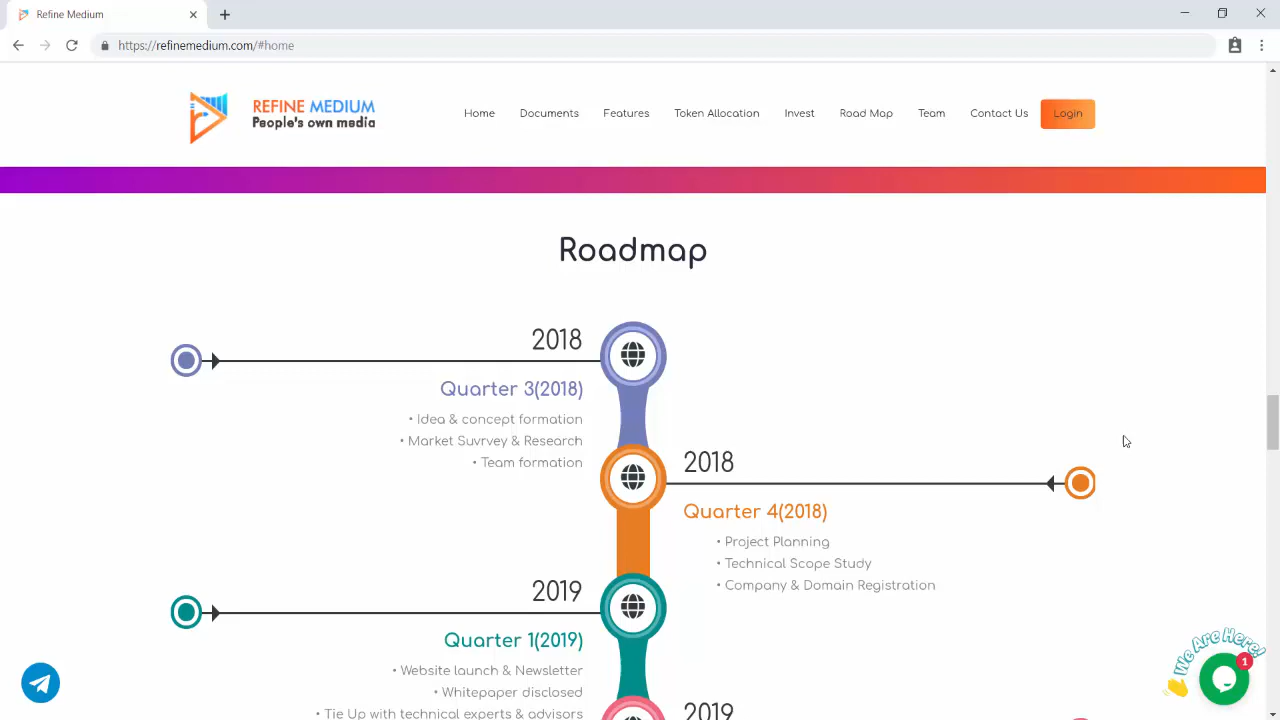 Refine Medium
https://refinemedium.com/#home
REFINE MEDIUM
People's own media
Home Documents Features Token Allocation Invest Road Map Team Contact Us Login
Roadmap
2018
Quarter 3(2018)
• Idea & concept formation
• Market Suvrvey & Research
• Team formation
2018
Quarter 4(2018)
• Project Planning
• Technical Scope Study
• Company & Domain Registration
2019
Quarter 1(2019)
• Website launch & Newsletter
• Whitepaper disclosed
• Tie Up with technical experts & advisors
2019
We Are Here!
1